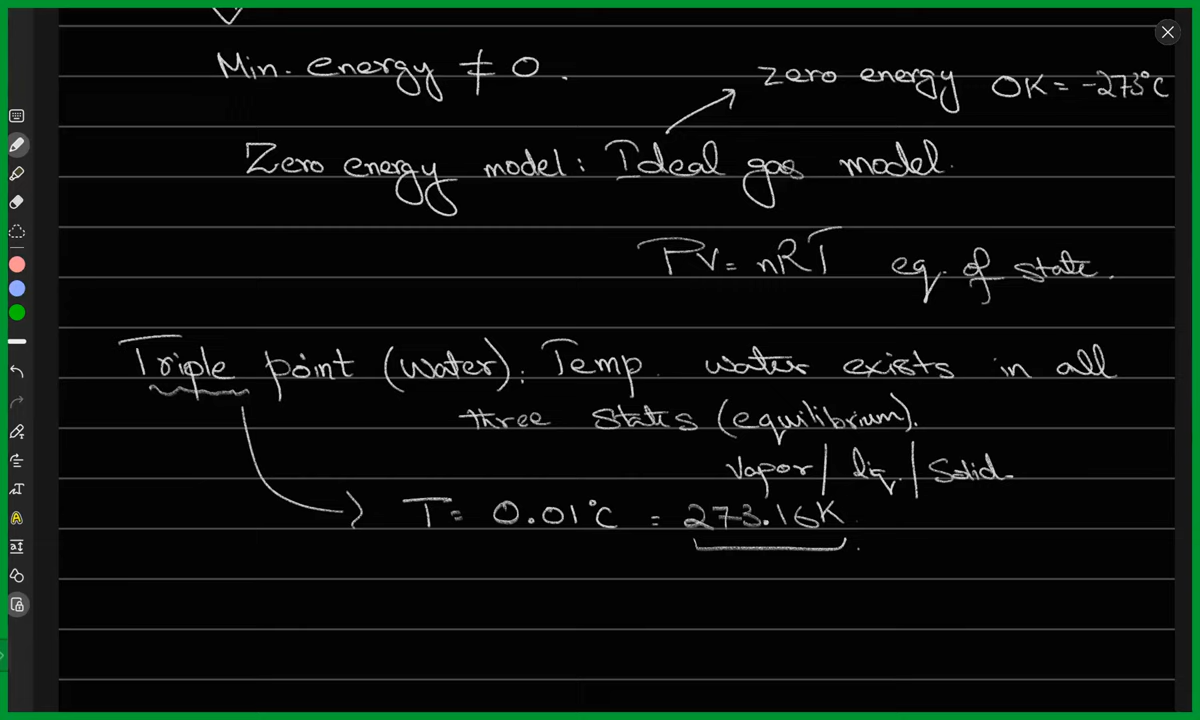 Min. energy ≠ 0.
zero energy 0K = -273°C
Zero energy model: Ideal gas model.
PV = nRT eq. of state.
Triple point (water): Temp. water exists in all
three states (equilibrium).
vapor / liq. / Solid
T = 0.01°C = 273.16K.